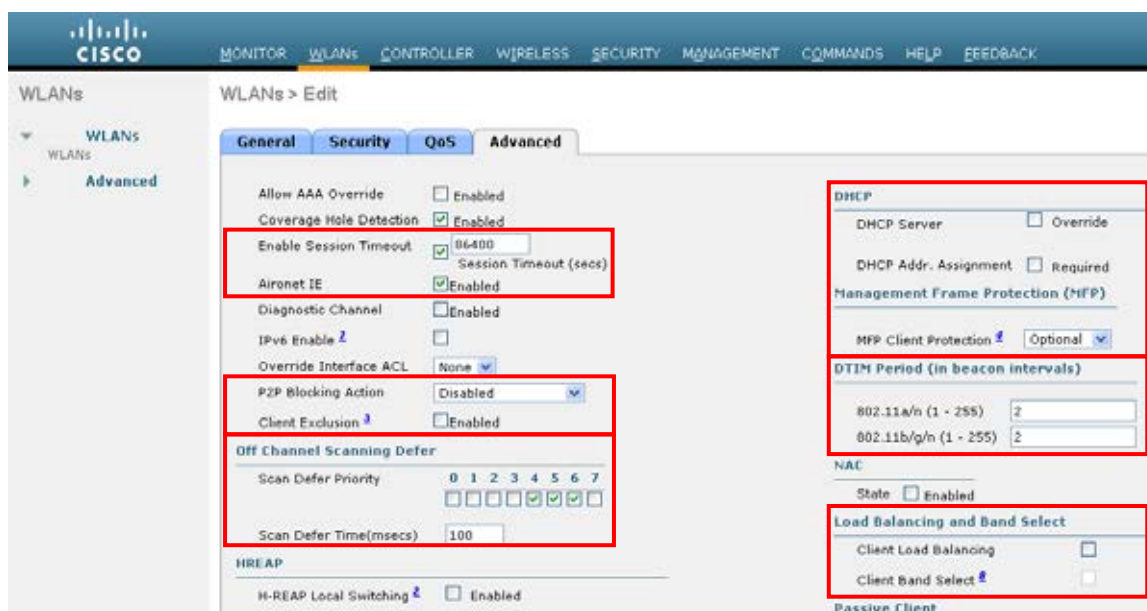 CISCO
MONITOR WLANs CONTROLLER WIRELESS SECURITY MANAGEMENT COMMANDS HELP FEEDBACK
WLANs
WLANs
WLANs
Advanced
WLANs > Edit
General Security QoS Advanced
Allow AAA Override Enabled
Coverage Hole Detection Enabled
Enable Session Timeout 86400
Session Timeout (secs)
Aironet IE Enabled
Diagnostic Channel Enabled
IPv6 Enable 7
Override Interface ACL None
P2P Blocking Action Disabled
Client Exclusion 3 Enabled
Off Channel Scanning Defer
Scan Defer Priority 0 1 2 3 4 5 6 7
Scan Defer Time(msecs) 100
HREAP
H-REAP Local Switching 2 Enabled
DHCP
DHCP Server Override
DHCP Addr. Assignment Required
Management Frame Protection (MFP)
MFP Client Protection 4 Optional
DTIM Period (in beacon intervals)
802.11a/n (1 - 255) 2
802.11b/g/n (1 - 255) 2
NAC
State Enabled
Load Balancing and Band Select
Client Load Balancing
Client Band Select
Passive Client